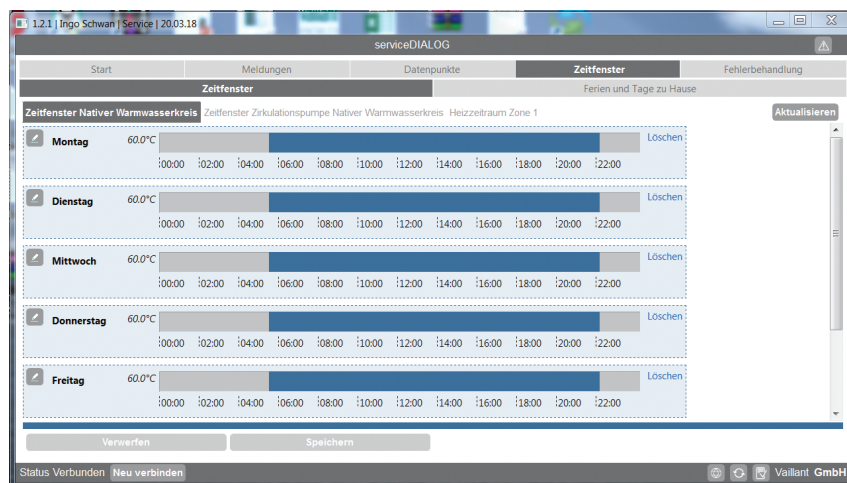 1.2.1 | Ingo Schwan | Service | 20.03.18
serviceDIALOG
Start Meldungen Datenpunkte Zeitfenster Fehlerbehandlung
Zeitfenster Ferien und Tage zu Hause
Zeitfenster Nativer Warmwasserkreis Zeitfenster Zirkulationspumpe Nativer Warmwasserkreis Heizzeitraum Zone 1 Aktualisieren
Montag 60.0°C Löschen
00:00 02:00 04:00 06:00 08:00 10:00 12:00 14:00 16:00 18:00 20:00 22:00
Dienstag 60.0°C Löschen
00:00 02:00 04:00 06:00 08:00 10:00 12:00 14:00 16:00 18:00 20:00 22:00
Mittwoch 60.0°C Löschen
00:00 02:00 04:00 06:00 08:00 10:00 12:00 14:00 16:00 18:00 20:00 22:00
Donnerstag 60.0°C Löschen
00:00 02:00 04:00 06:00 08:00 10:00 12:00 14:00 16:00 18:00 20:00 22:00
Freitag 60.0°C Löschen
00:00 02:00 04:00 06:00 08:00 10:00 12:00 14:00 16:00 18:00 20:00 22:00
Verwerfen Speichern
Status Verbunden Neu verbinden Vaillant GmbH